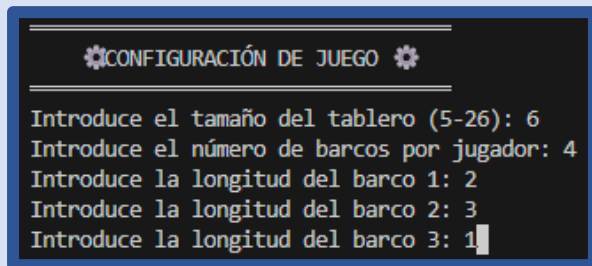 ⚙CONFIGURACIÓN DE JUEGO ⚙
Introduce el tamaño del tablero (5-26): 6
Introduce el número de barcos por jugador: 4
Introduce la longitud del barco 1: 2
Introduce la longitud del barco 2: 3
Introduce la longitud del barco 3: 1